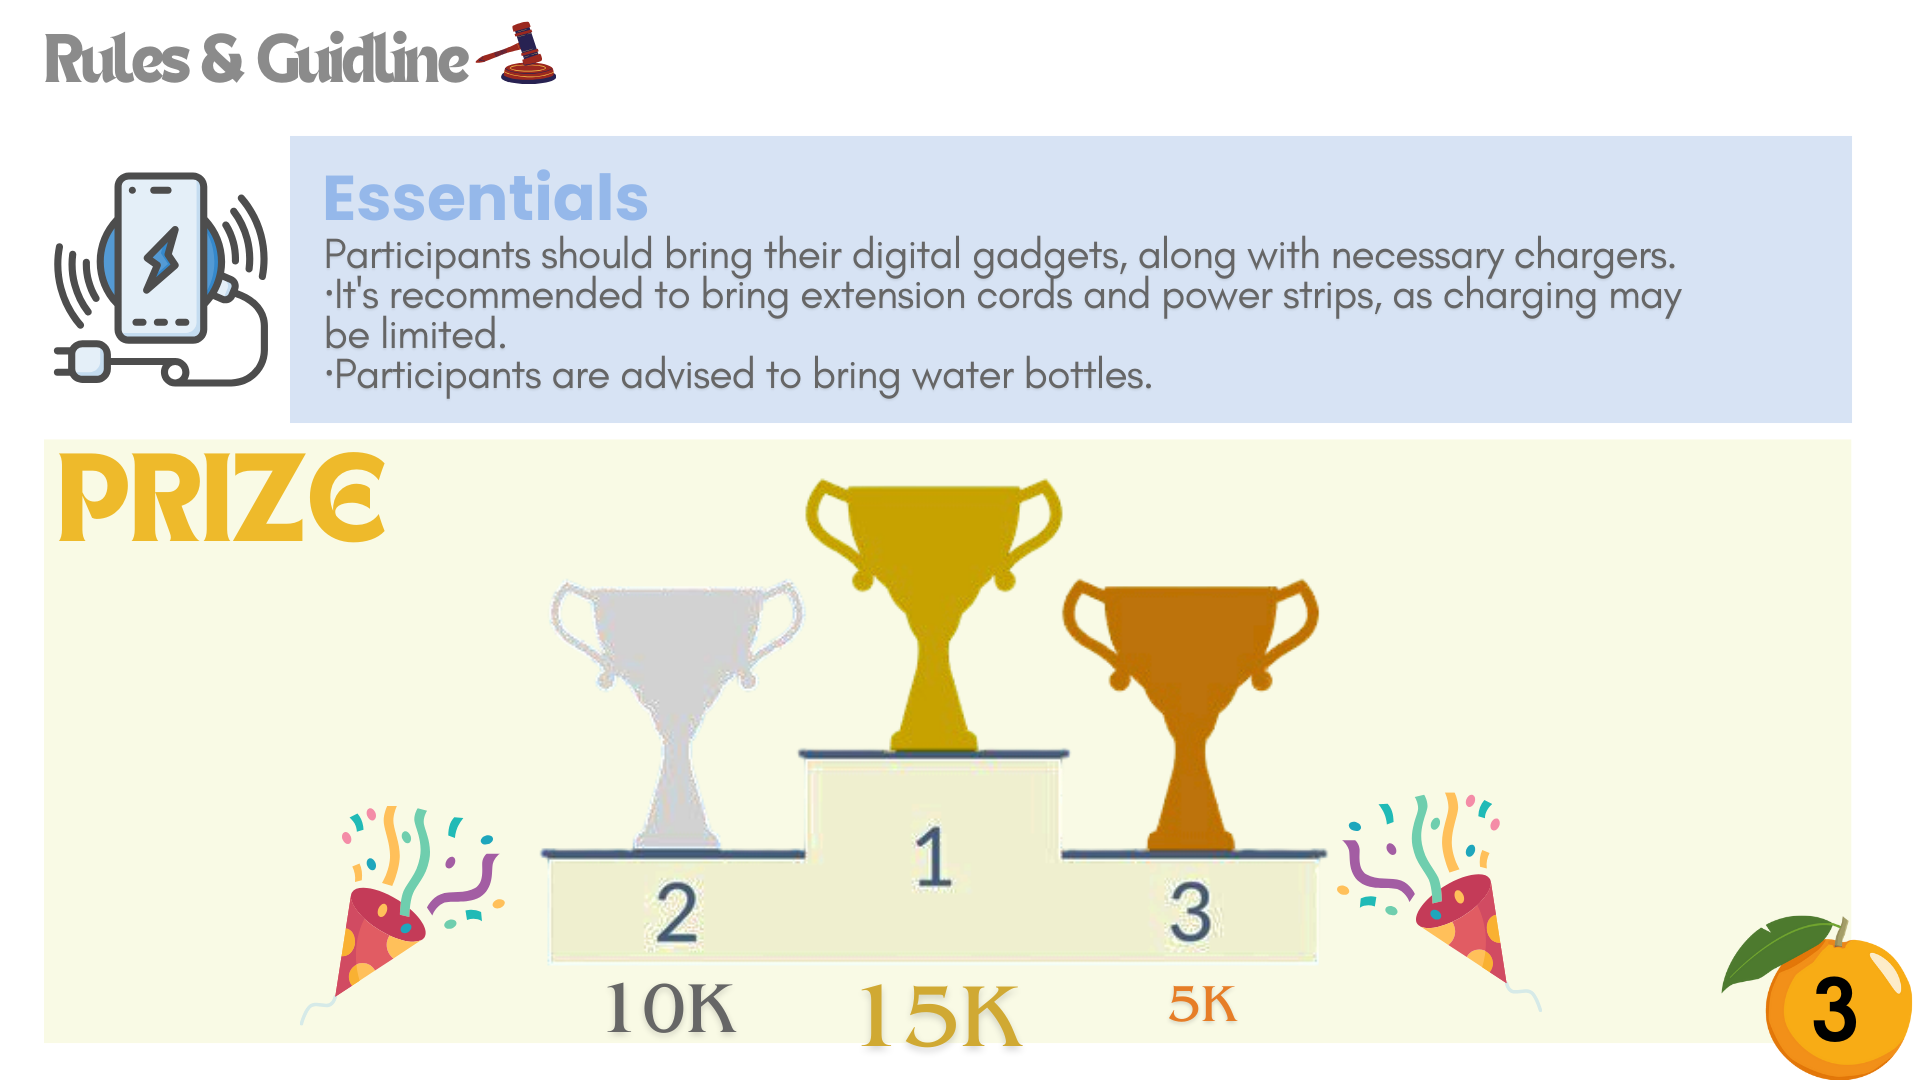 Rules & Guidline
Essentials
Participants should bring their digital gadgets, along with necessary chargers.
·It's recommended to bring extension cords and power strips, as charging may
be limited.
·Participants are advised to bring water bottles.
PRIZE
1
2
3
10K
15K
5K
3